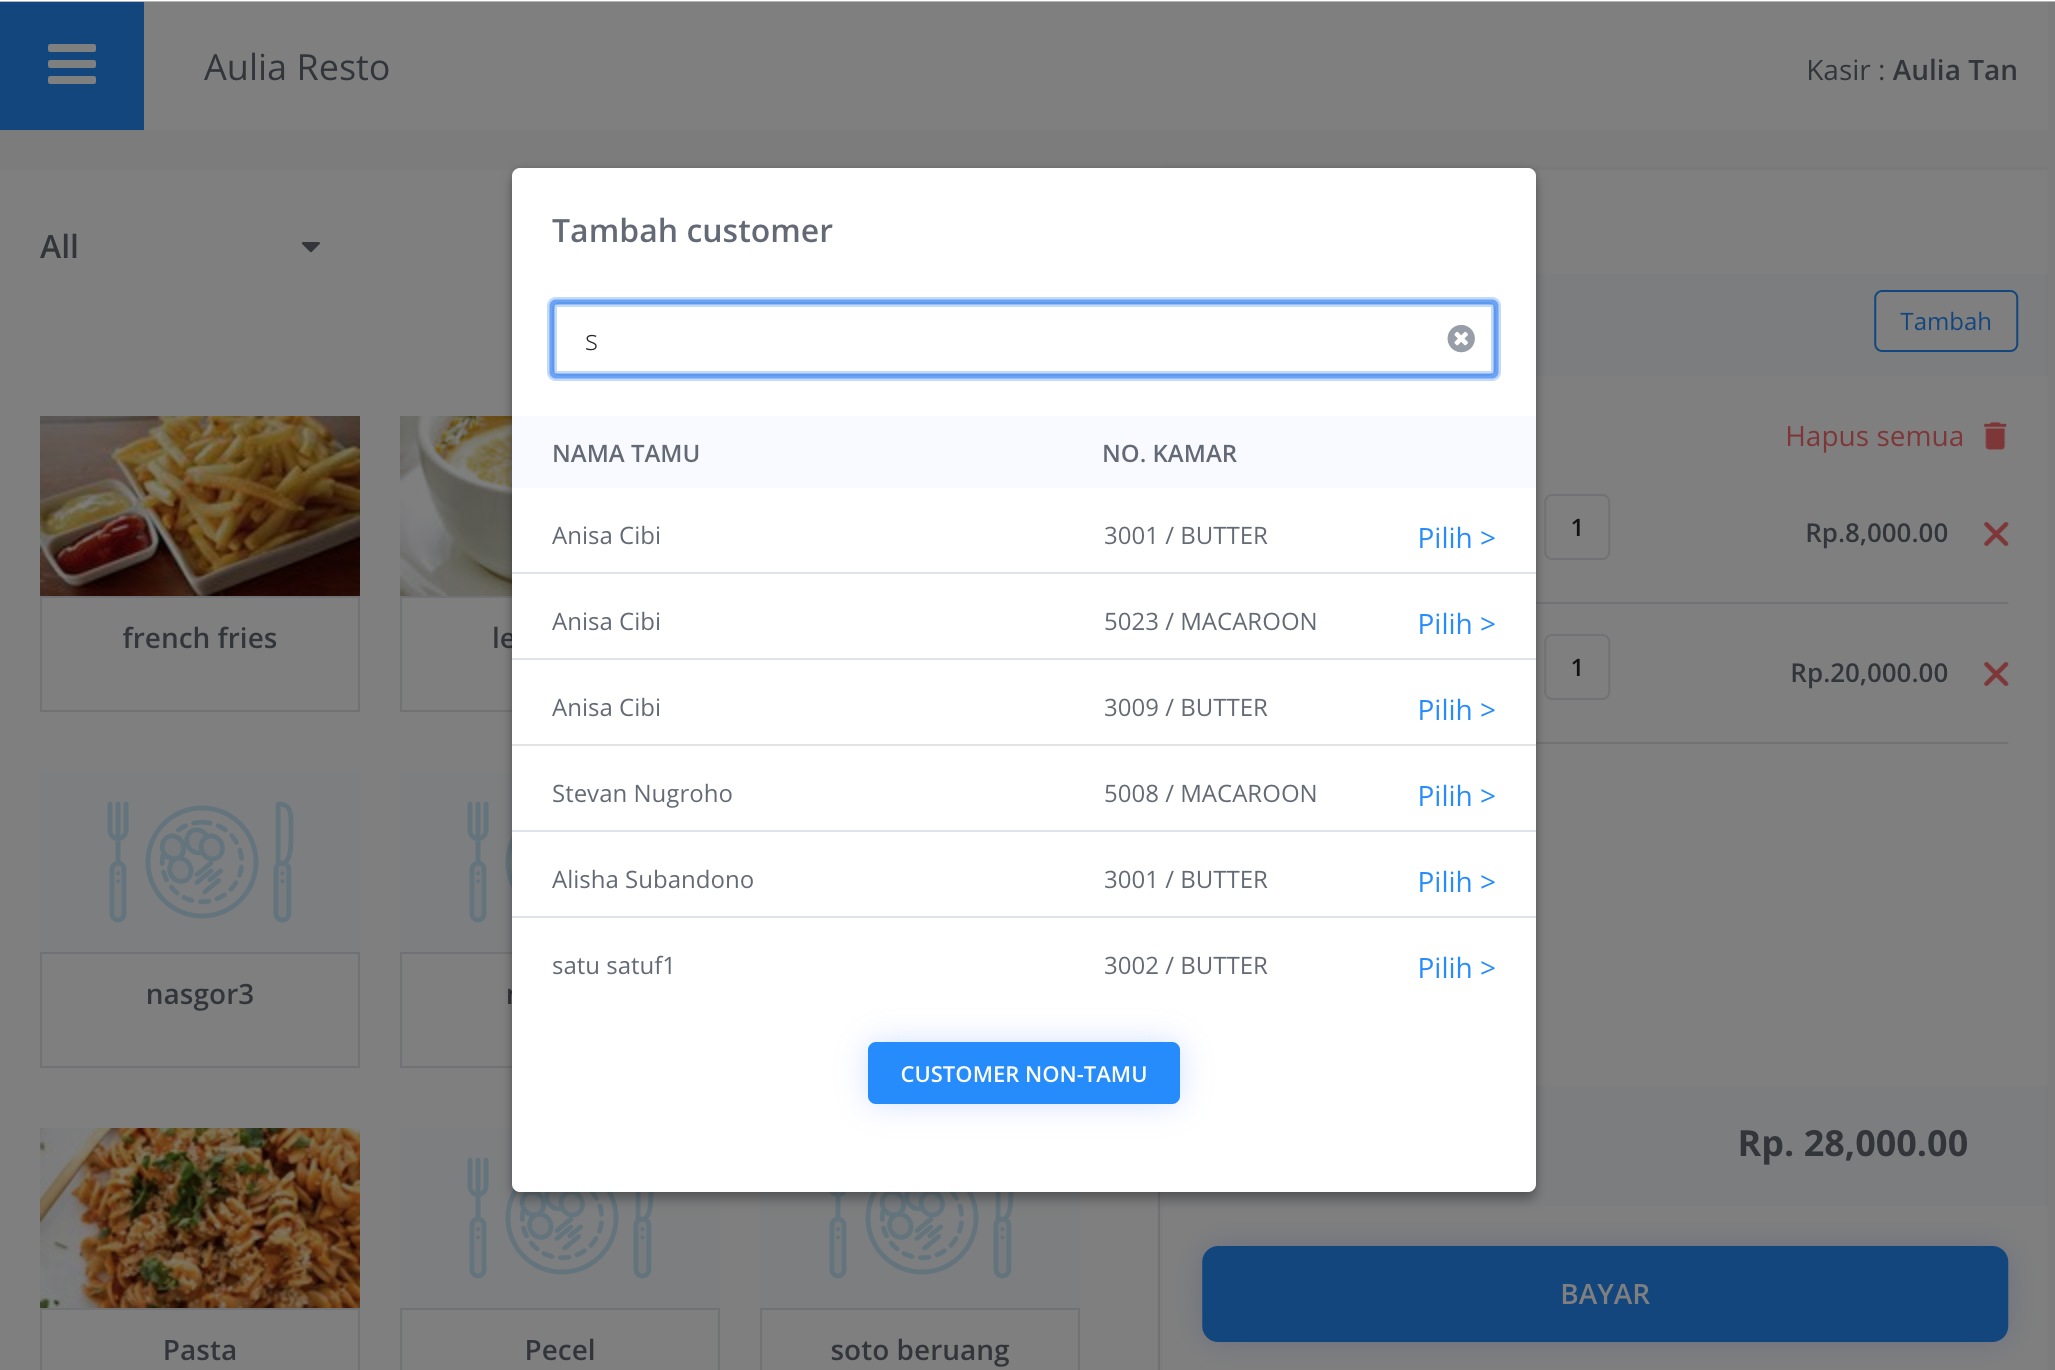 Aulia Resto
Kasir : Aulia Tan
All
Tambah customer
s
Tambah
NAMA TAMU NO. KAMAR
Hapus semua
Anisa Cibi 3001 / BUTTER Pilih >
1 Rp.8,000.00
Anisa Cibi 5023 / MACAROON Pilih >
french fries
1 Rp.20,000.00
Anisa Cibi 3009 / BUTTER Pilih >
Stevan Nugroho 5008 / MACAROON Pilih >
Alisha Subandono 3001 / BUTTER Pilih >
satu satuf1 3002 / BUTTER Pilih >
nasgor3
CUSTOMER NON-TAMU
Rp. 28,000.00
BAYAR
Pasta
Pecel
soto beruang